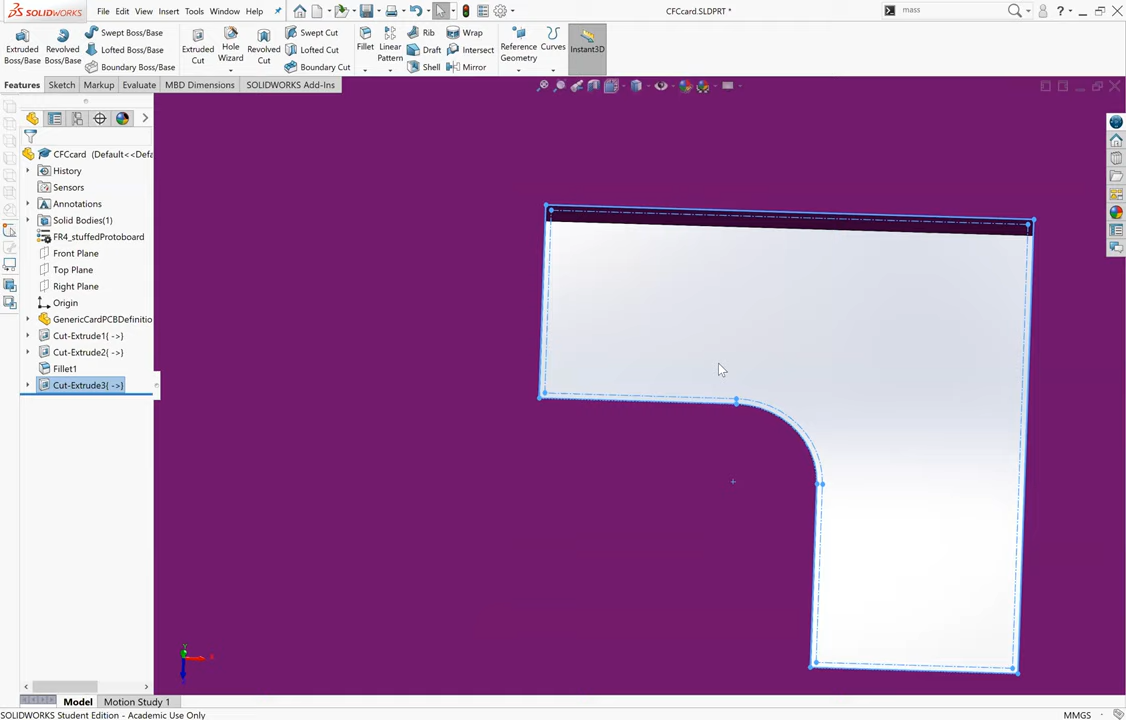 SOLIDWORKS File Edit View Insert Tools Window Help CFCcard.SLDPRT * mass
Extruded Boss/Base
Revolved Boss/Base
Swept Boss/Base
Lofted Boss/Base
Boundary Boss/Base
Extruded Cut
Hole Wizard
Revolved Cut
Swept Cut
Lofted Cut
Boundary Cut
Fillet
Linear Pattern
Rib
Draft
Shell
Wrap
Intersect
Mirror
Reference Geometry
Curves
Instant3D
Features Sketch Markup Evaluate MBD Dimensions SOLIDWORKS Add-Ins
CFCcard (Default<<Defa
History
Sensors
Annotations
Solid Bodies(1)
FR4_stuffedProtoboard
Front Plane
Top Plane
Right Plane
Origin
GenericCardPCBDefinitio
Cut-Extrude1{ ->}
Cut-Extrude2{ ->}
Fillet1
Cut-Extrude3{ ->}
Model Motion Study 1
SOLIDWORKS Student Edition - Academic Use Only MMGS